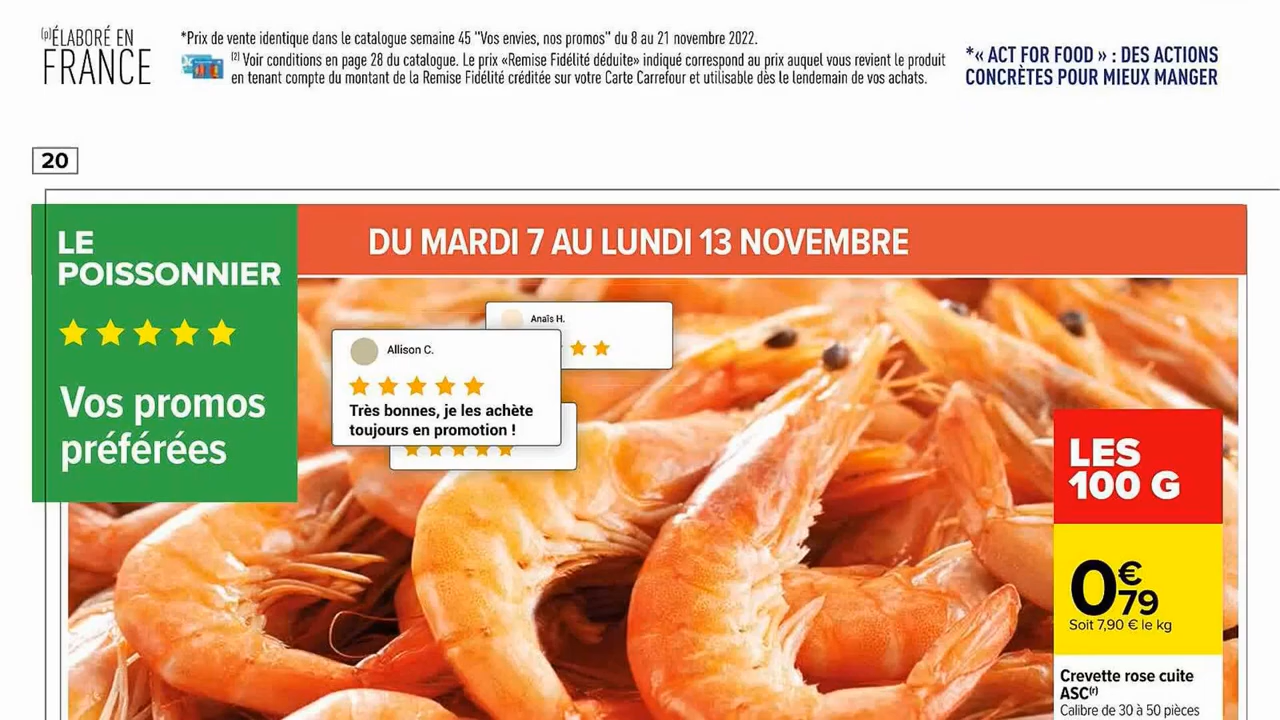 (p)ÉLABORÉ EN
FRANCE
*Prix de vente identique dans le catalogue semaine 45 "Vos envies, nos promos" du 8 au 21 novembre 2022.
(2) Voir conditions en page 28 du catalogue. Le prix «Remise Fidélité déduite» indiqué correspond au prix auquel vous revient le produit
en tenant compte du montant de la Remise Fidélité créditée sur votre Carte Carrefour et utilisable dès le lendemain de vos achats.
*« ACT FOR FOOD » : DES ACTIONS
CONCRÈTES POUR MIEUX MANGER
20
LE
POISSONNIER
Vos promos
préférées
DU MARDI 7 AU LUNDI 13 NOVEMBRE
Anaïs H.
Allison C.
Très bonnes, je les achète
toujours en promotion !
LES
100 G
0€79
Soit 7,90 € le kg
Crevette rose cuite
ASC(r)
Calibre de 30 à 50 pièces